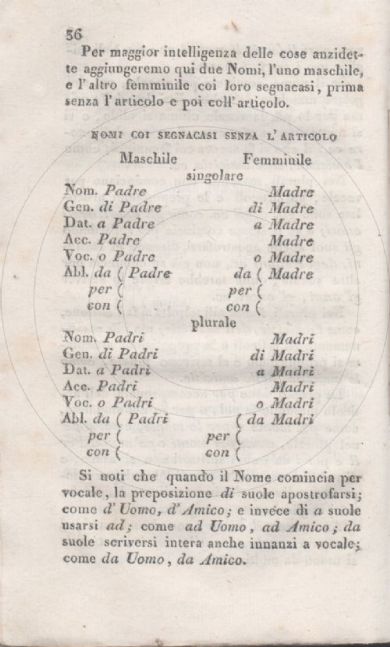 36
Per maggior intelligenza delle cose anzidet-
te aggiungeremo qui due Nomi, l'uno maschile,
e l'altro femminile coi loro segnacasi, prima
senza l'articolo e poi coll'articolo.
NOMI COI SEGNACASI SENZA L'ARTICOLO
Maschile Femminile
singolare
Nom. Padre Madre
Gen. di Padre di Madre
Dat. a Padre a Madre
Acc. Padre Madre
Voc. o Padre o Madre
Abl. da ( Padre da ( Madre
per ( per (
con ( con (
plurale
Nom. Padri Madri
Gen. di Padri di Madri
Dat. a Padri a Madri
Acc. Padri Madri
Voc. o Padri o Madri
Abl. da ( Padri ( da Madri
per ( per (
con ( con (
Si noti che quando il Nome comincia per
vocale, la preposizione di suole apostrofarsi;
come d'Uomo, d'Amico; e invece di a suole
usarsi ad; come ad Uomo, ad Amico; da
suole scriversi intera anche innanzi a vocale;
come da Uomo, da Amico.